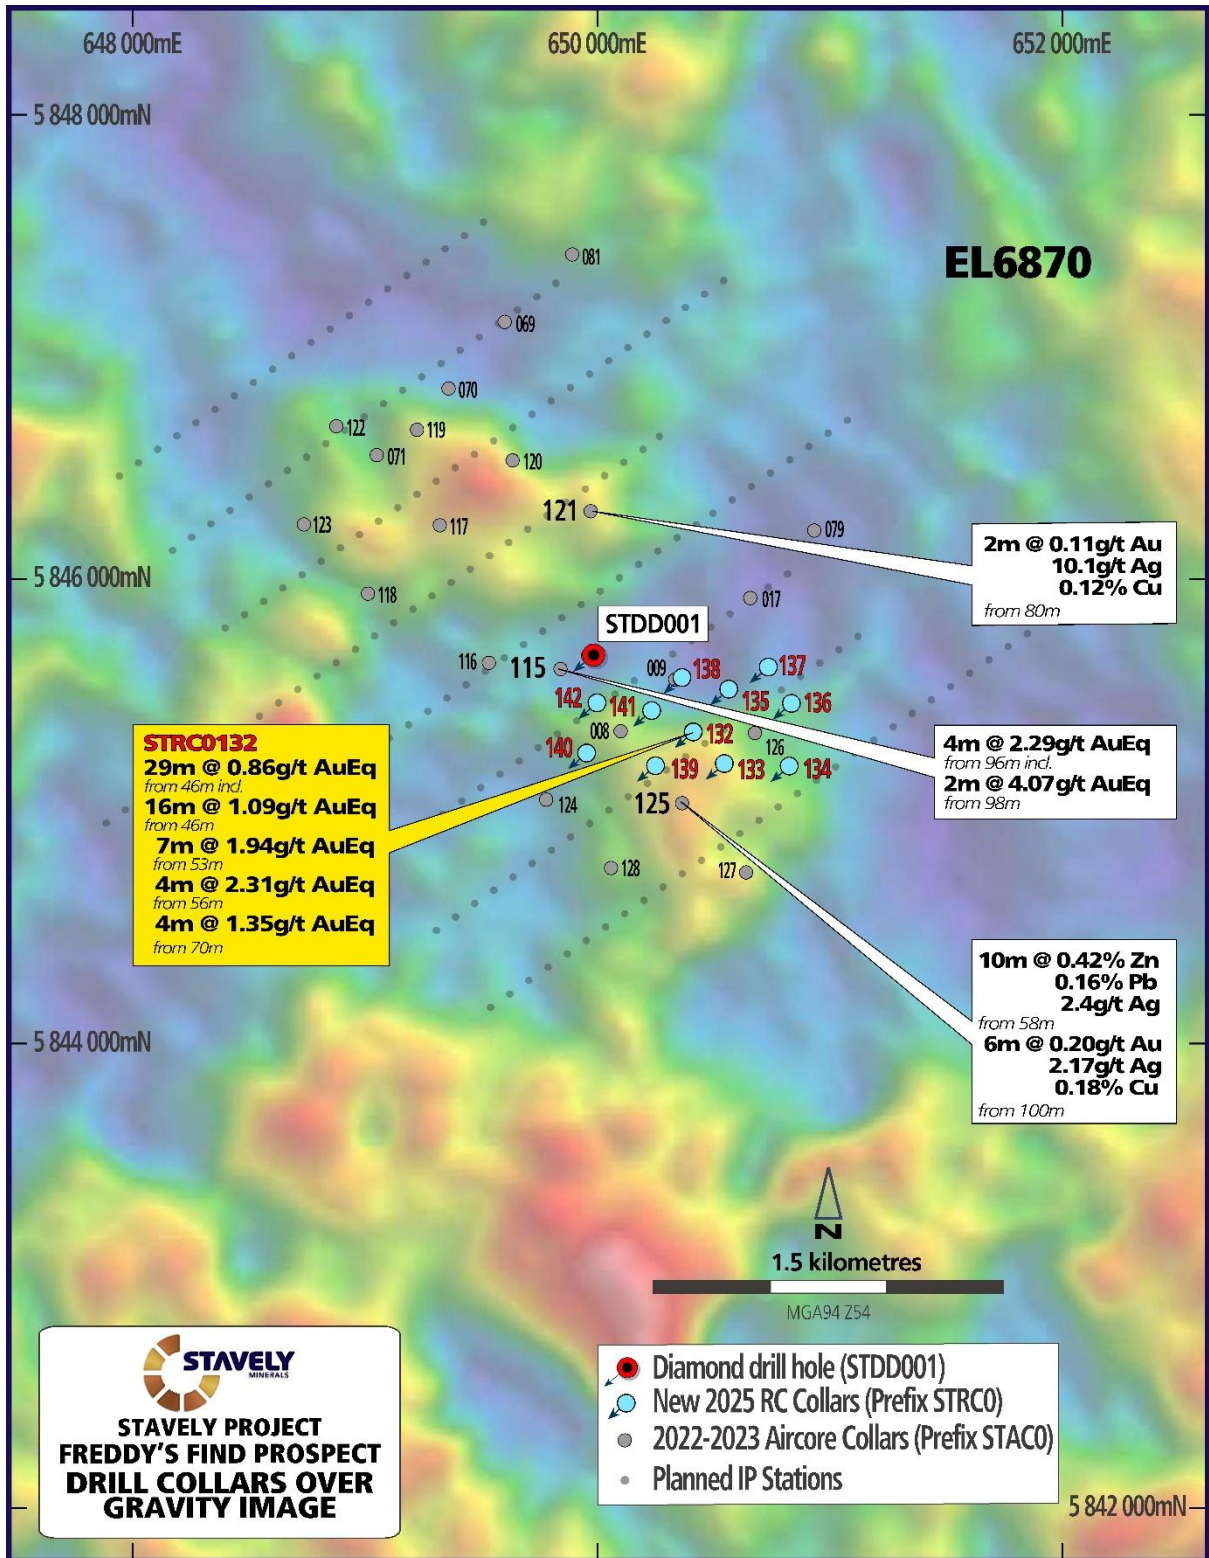 648 000mE
650 000mE
652 000mE
5 848 000mN
EL6870
081
069
070
122
119
071
120
121
123
117
079
2m @ 0.11g/t Au
10.1g/t Ag
0.12% Cu
from 80m
5 846 000mN
118
017
STDD001
116
115
009
138
137
142
141
135
136
008
132
126
140
139
133
134
STRC0132
29m @ 0.86g/t AuEq
from 46m incl.
16m @ 1.09g/t AuEq
from 46m
7m @ 1.94g/t AuEq
from 53m
4m @ 2.31g/t AuEq
from 56m
4m @ 1.35g/t AuEq
from 70m
4m @ 2.29g/t AuEq
from 96m incl.
2m @ 4.07g/t AuEq
from 98m
124
125
128
127
10m @ 0.42% Zn
0.16% Pb
2.4g/t Ag
from 58m
6m @ 0.20g/t Au
2.17g/t Ag
0.18% Cu
from 100m
5 844 000mN
N
1.5 kilometres
MGA94 Z54
STAVELY
MINERALS
STAVELY PROJECT
FREDDY'S FIND PROSPECT
DRILL COLLARS OVER
GRAVITY IMAGE
Diamond drill hole (STDD001)
New 2025 RC Collars (Prefix STRC0)
2022-2023 Aircore Collars (Prefix STAC0)
Planned IP Stations
5 842 000mN